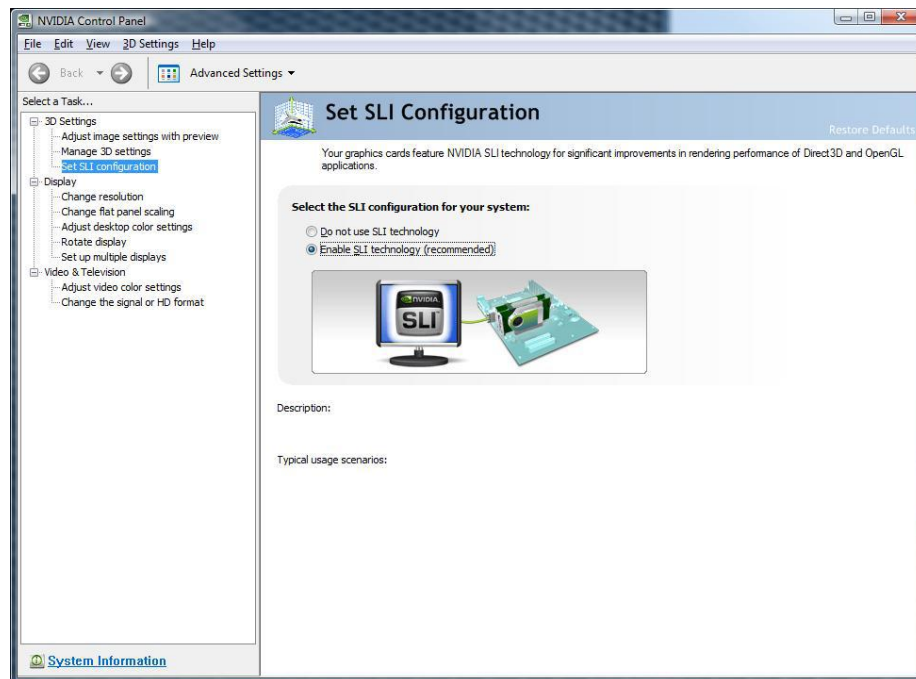 NVIDIA Control Panel
File Edit View 3D Settings Help
Back Advanced Settings
Select a Task...
3D Settings
Adjust image settings with preview
Manage 3D settings
Set SLI configuration
Display
Change resolution
Change flat panel scaling
Adjust desktop color settings
Rotate display
Set up multiple displays
Video & Television
Adjust video color settings
Change the signal or HD format
System Information
Set SLI Configuration
Restore Defaults
Your graphics cards feature NVIDIA SLI technology for significant improvements in rendering performance of Direct3D and OpenGL
applications.
Select the SLI configuration for your system:
Do not use SLI technology
Enable SLI technology (recommended)
NVIDIA
SLI
Description:
Typical usage scenarios: